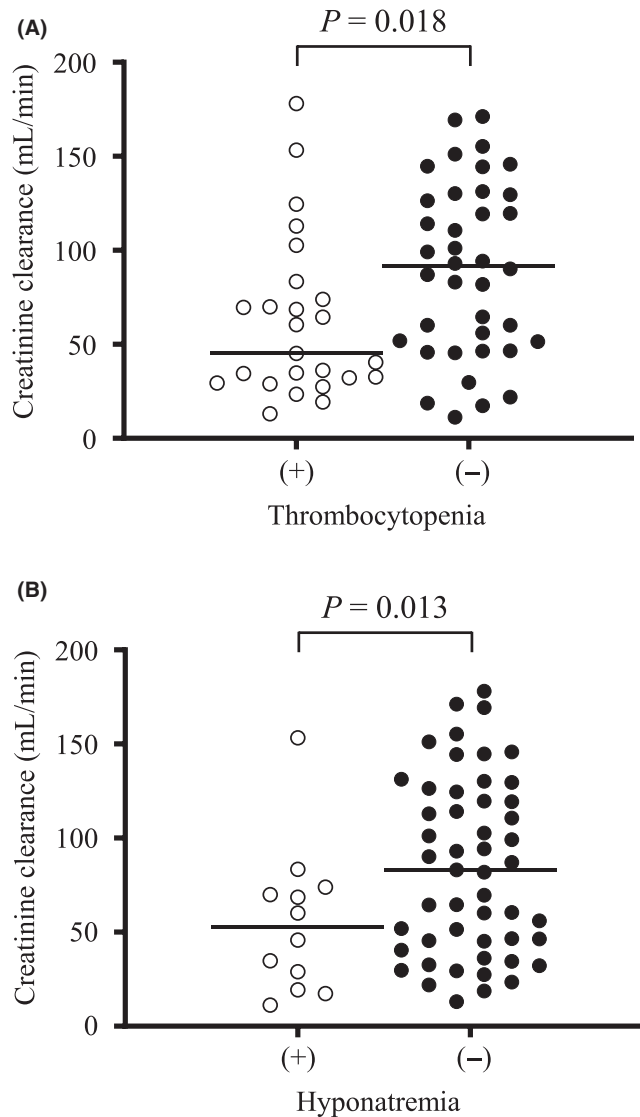 (A)
P = 0.018
Creatinine clearance (mL/min)
200
150
100
50
0
(+)
(–)
Thrombocytopenia
(B)
P = 0.013
Creatinine clearance (mL/min)
200
150
100
50
0
(+)
(–)
Hyponatremia